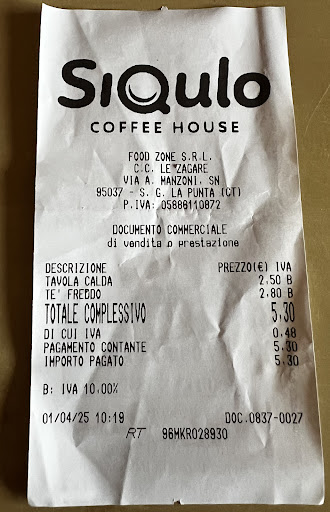 SiQulo
COFFEE HOUSE
FOOD ZONE S.R.L.
C.C. LE ZAGARE
VIA A. MANZONI, SN
95037 - S. G. LA PUNTA (CT)
P.IVA: 05886110872
DOCUMENTO COMMERCIALE
di vendita o prestazione
DESCRIZIONE PREZZO(€) IVA
TAVOLA CALDA 2.50 B
TE' FREDDO 2.80 B
TOTALE COMPLESSIVO 5,30
DI CUI IVA 0.48
PAGAMENTO CONTANTE 5.30
IMPORTO PAGATO 5.30
B: IVA 10.00%
01/04/25 10:19 DOC.0837-0027
RT 96MKR028930